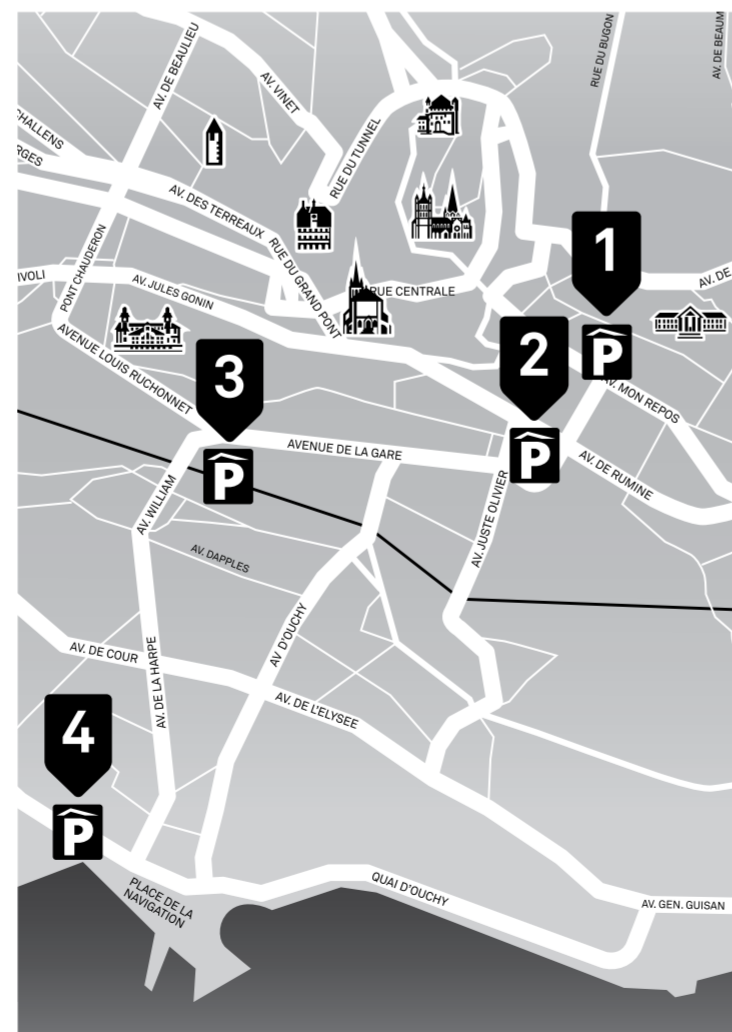 AV. DE BEAULIEU
AV. VINET
RUE DU BUGON
AV. DE BEAUM
CHALLENS
RGES
RUE DU TUNNEL
AV. DES TERREAUX
PONT CHAUDERON
RUE DU GRAND PONT
1
IVOLI
AV. JULES GONIN
RUE CENTRALE
AV. DE
P
2
3
AVENUE LOUIS RUCHONNET
AV. MON REPOS
AVENUE DE LA GARE
P
P
AV. DE RUMINE
AV. WILLIAM
AV. JUSTE OLIVIER
AV. DAPPLES
AV. DE COUR
AV D'OUCHY
AV. DE LA HARPE
AV. DE L'ELYSEE
4
P
PLACE DE LA
NAVIGATION
QUAI D'OUCHY
AV. GEN. GUISAN